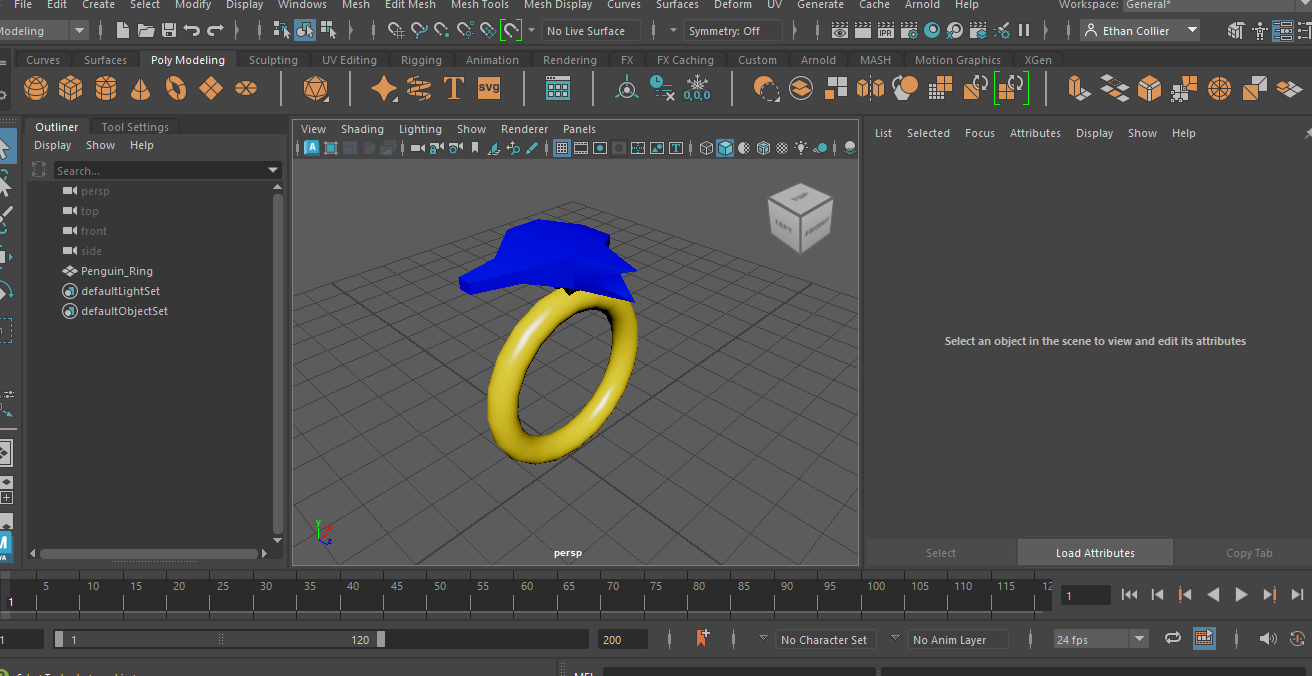 File Edit Create Select Modify Display Windows Mesh Edit Mesh Mesh Tools Mesh Display Curves Surfaces Deform UV Generate Cache Arnold Help Workspace: General*
Modeling No Live Surface Symmetry: Off IPR Ethan Collier
Curves Surfaces Poly Modeling Sculpting UV Editing Rigging Animation Rendering FX FX Caching Custom Arnold MASH Motion Graphics XGen
T svg 0,0,0
Outliner Tool Settings
Display Show Help
Search...
persp
top
front
side
Penguin_Ring
defaultLightSet
defaultObjectSet
View Shading Lighting Show Renderer Panels
TOP
LEFT FRONT
y
x
z
persp
List Selected Focus Attributes Display Show Help
Select an object in the scene to view and edit its attributes
Select Load Attributes Copy Tab
5 10 15 20 25 30 35 40 45 50 55 60 65 70 75 80 85 90 95 100 105 110 115 12
1 1
1 1 120 200 No Character Set No Anim Layer 24 fps
MEL